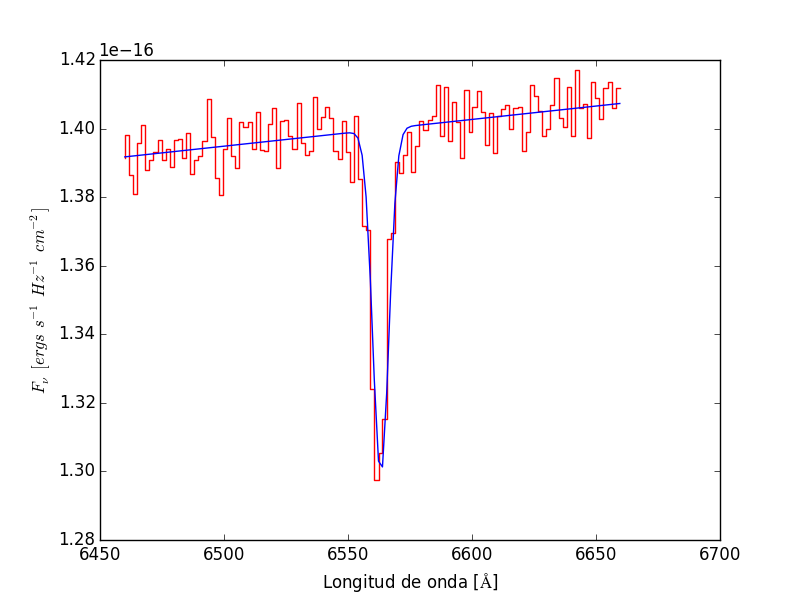 1e−16
1.42
1.40
1.38
1.36
1.34
1.32
1.30
1.28
F_ν [ergs s^{-1} Hz^{-1} cm^{-2}]
6450 6500 6550 6600 6650 6700
Longitud de onda [Å]